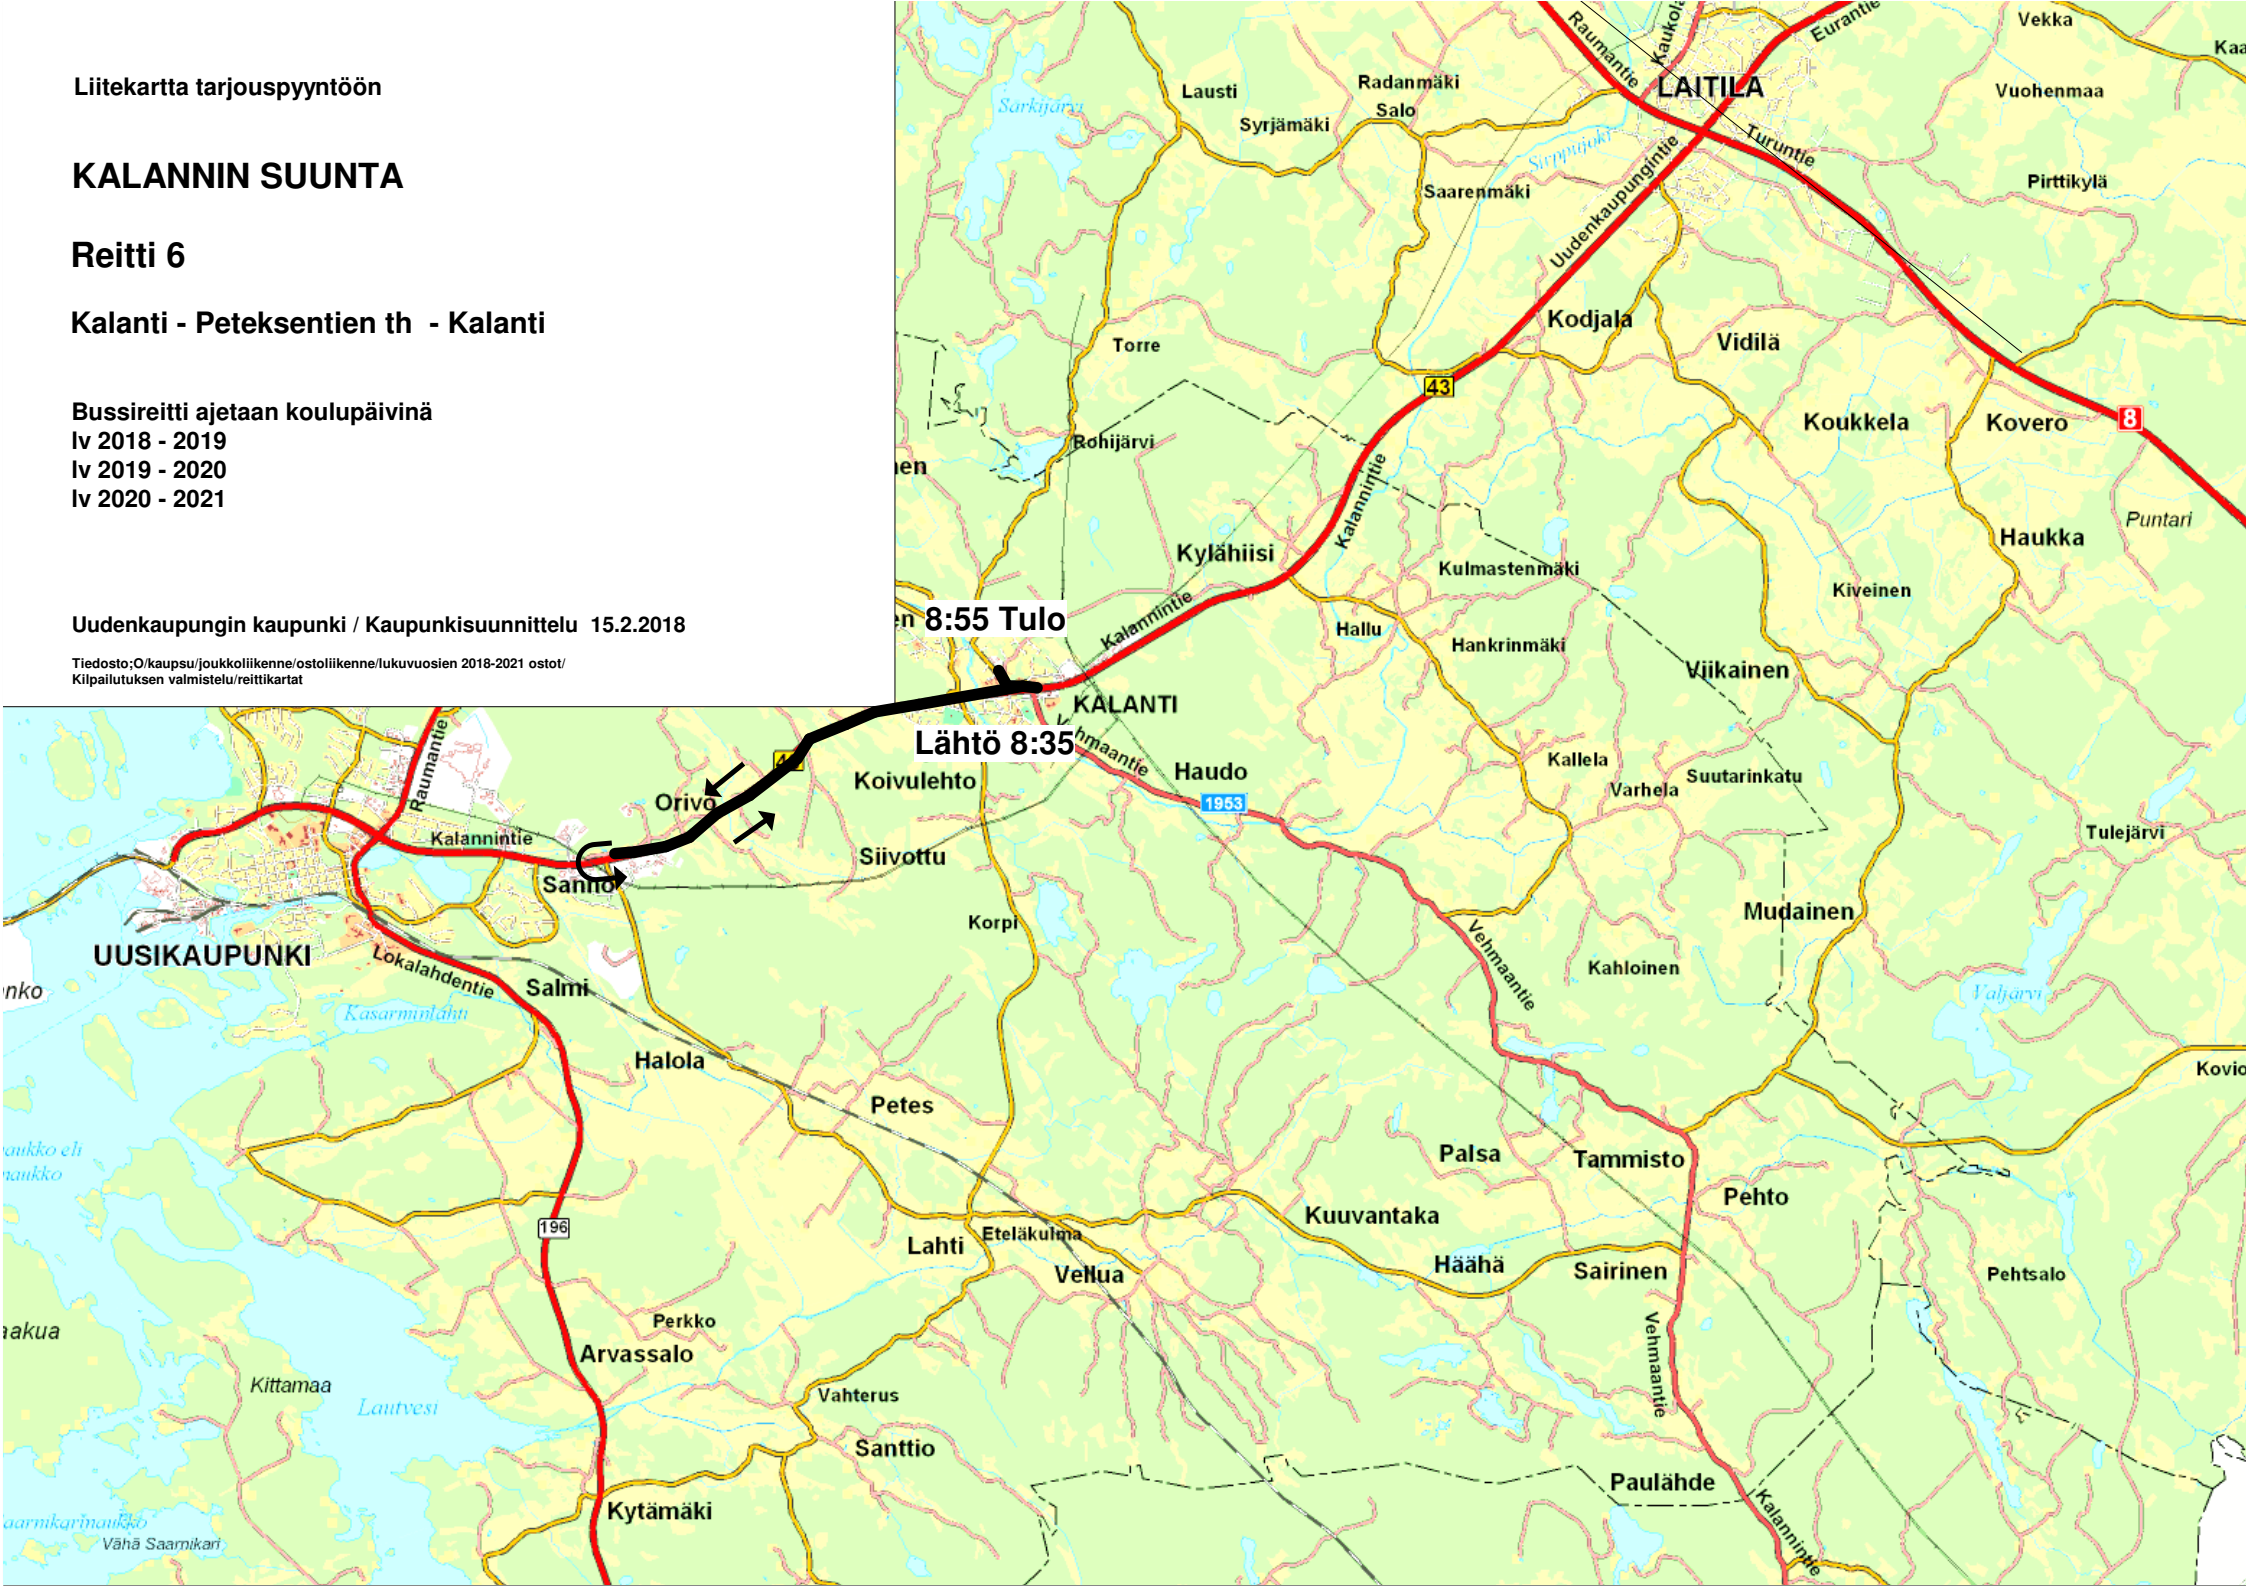 Liitekartta tarjouspyyntöön
KALANNIN SUUNTA
Reitti 6
Kalanti - Peteksentien th - Kalanti
Bussireitti ajetaan koulupäivinä
lv 2018 - 2019
lv 2019 - 2020
lv 2020 - 2021
Uudenkaupungin kaupunki / Kaupunkisuunnittelu 15.2.2018
Tiedosto;O/kaupsu/joukkoliikenne/ostoliikenne/lukuvuosien 2018-2021 ostot/
Kilpailutuksen valmistelu/reittikartat
Raumantie
Eurantie
Vekka
Lausti
Radanmäki
Salo
LAITILA
Vuohenmaa
Särkijärvi
Syrjämäki
Sirppujoki
Turuntie
Saarenmäki
Pirttikylä
Uudenkaupungintie
Kodjala
Vidilä
Torre
43
Koukkela
Kovero
8
Rohijärvi
Kalannintie
Puntari
Haukka
Kylähiisi
Kulmastenmäki
Kiveinen
8:55 Tulo
Kalannintie
Hallu
Hankrinmäki
Viikainen
KALANTI
Lähtö 8:35
Vehmaantie
Raumantie
Koivulehto
Haudo
Kallela
Suutarinkatu
Varhela
Orivo
1953
Kalannintie
Tulejärvi
Siivottu
Sannö
Korpi
Mudainen
UUSIKAUPUNKI
Lokalahdentie
Salmi
Vehmaantie
Kahloinen
Valjärvi
Kasarminlahti
Halola
Petes
Palsa
Tammisto
Pehto
196
Lahti
Eteläkulma
Kuuvantaka
Vellua
Häähä
Sairinen
Pehtsalo
Perkko
Arvassalo
Vehmaantie
Kittamaa
Lautvesi
Vahterus
Santtio
Paulähde
Kytämäki
Kalannintie
Vähä Saarnikari